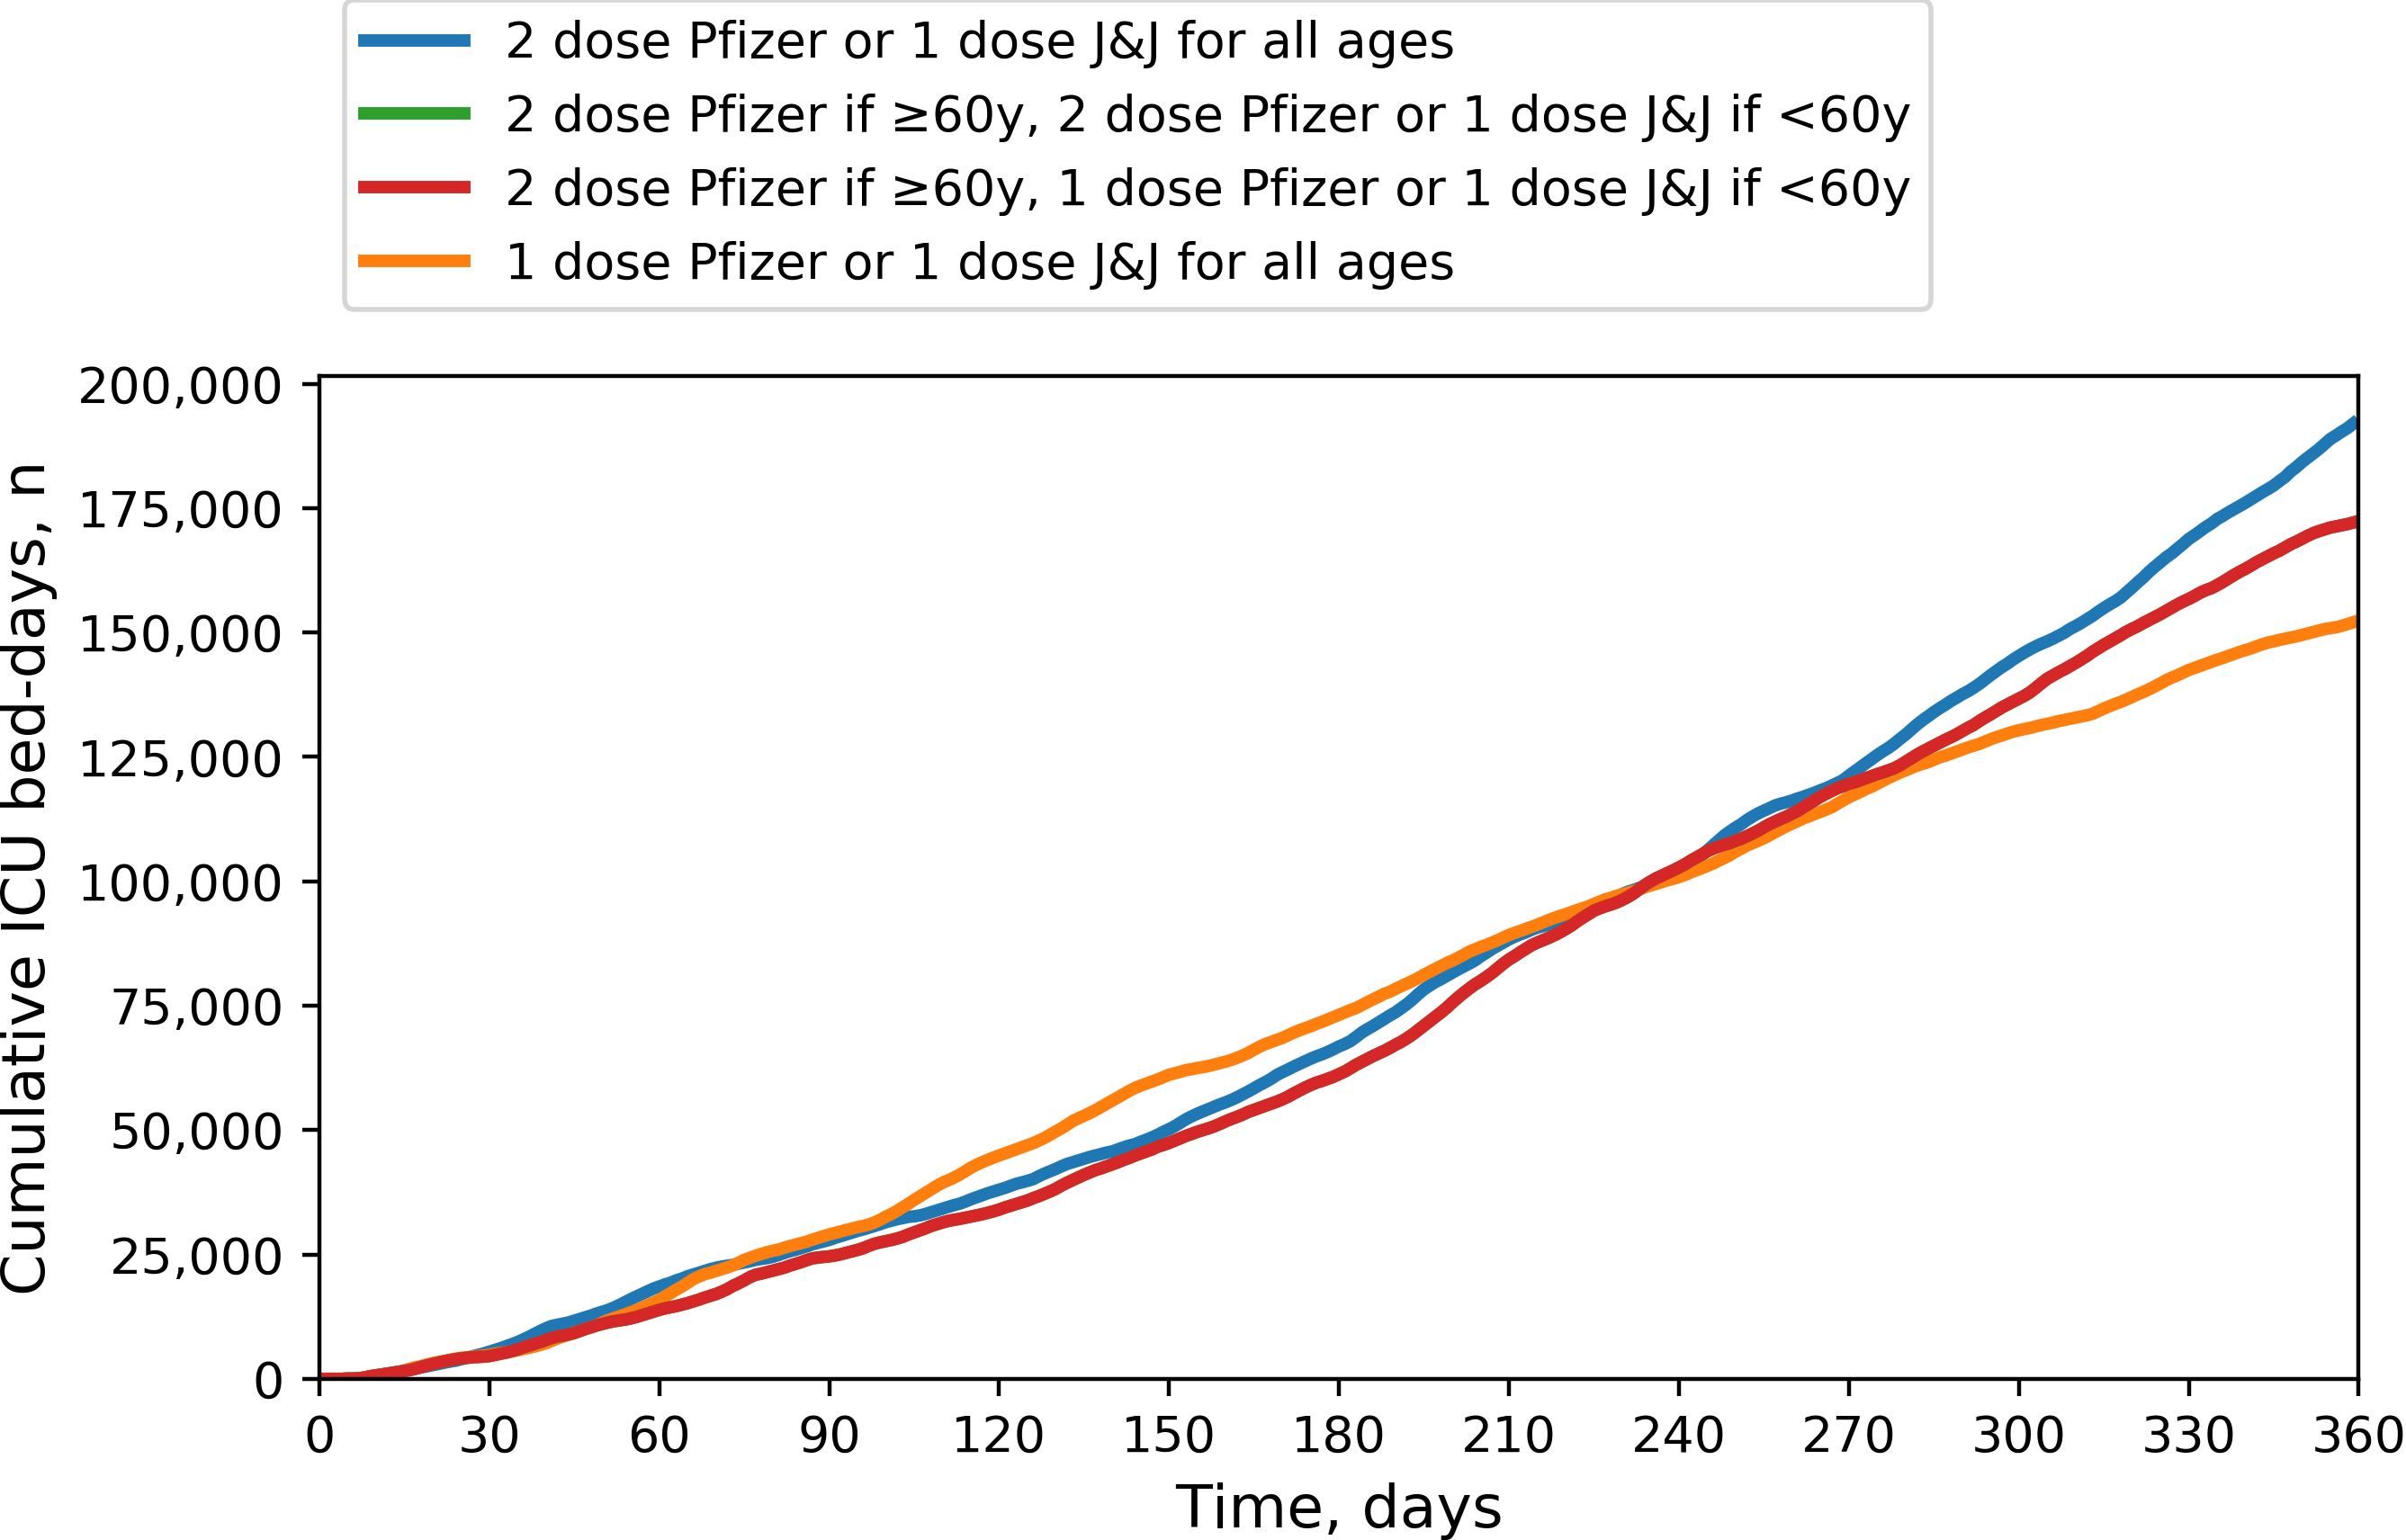 2 dose Pfizer or 1 dose J&J for all ages
2 dose Pfizer if ≥60y, 2 dose Pfizer or 1 dose J&J if <60y
2 dose Pfizer if ≥60y, 1 dose Pfizer or 1 dose J&J if <60y
1 dose Pfizer or 1 dose J&J for all ages
Cumulative ICU bed-days, n
200,000
175,000
150,000
125,000
100,000
75,000
50,000
25,000
0
0 30 60 90 120 150 180 210 240 270 300 330 360
Time, days